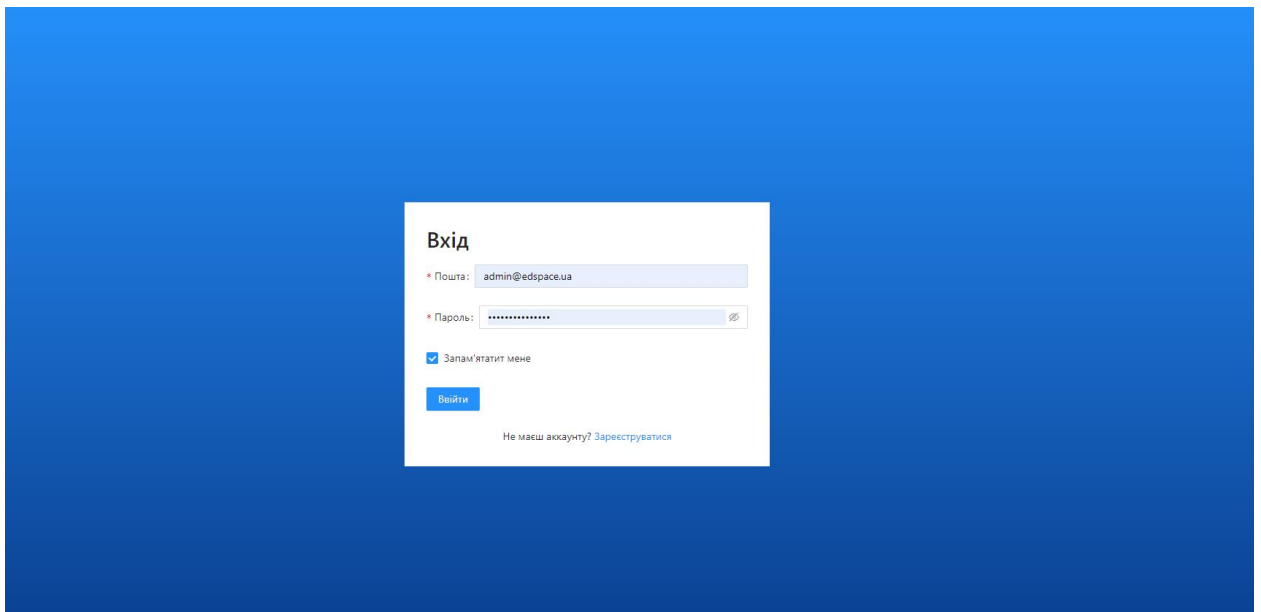 Вхід
* Пошта: admin@edspace.ua
* Пароль: •••••••••••••••
Запам'ятатит мене
Ввійти
Не маєш аккаунту? Зареєструватися